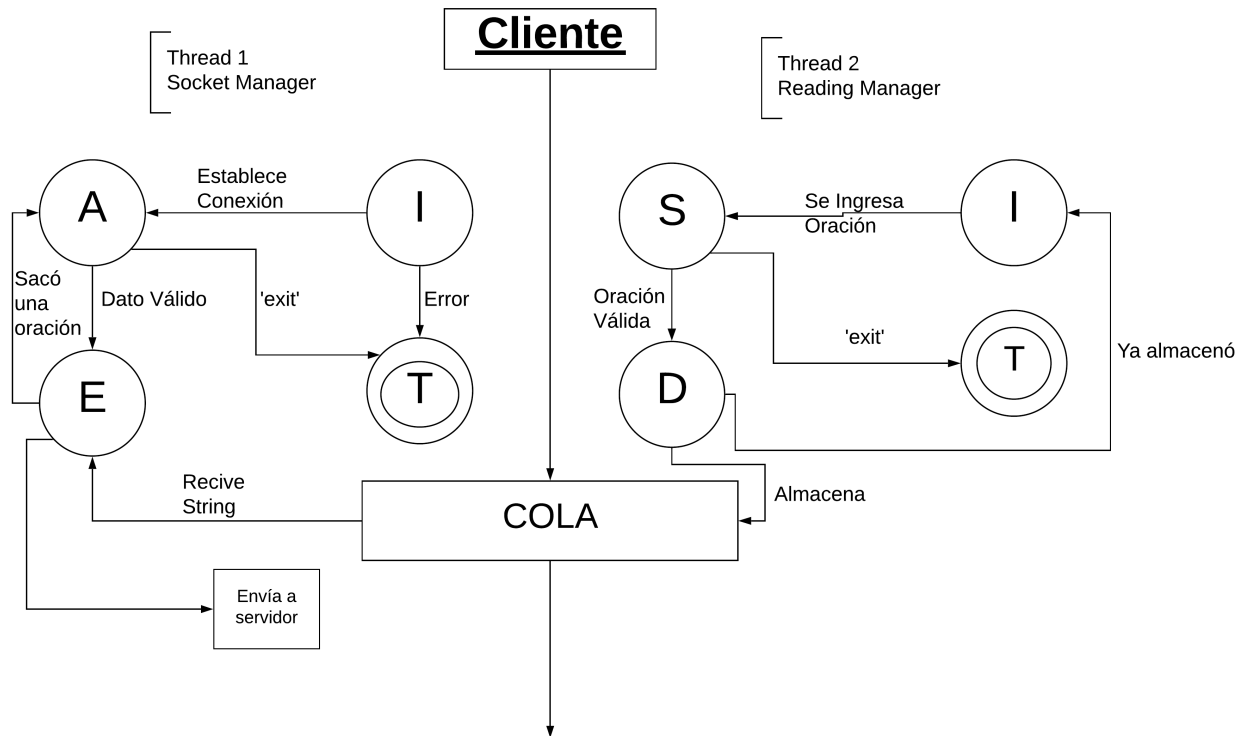 Cliente
Thread 1
Socket Manager
Thread 2
Reading Manager
A
Establece
Conexión
I
S
Se Ingresa
Oración
I
Sacó
una
oración
Dato Válido
'exit'
Error
Oración
Válida
'exit'
Ya almacenó
E
T
D
T
Recive
String
COLA
Almacena
Envía a
servidor